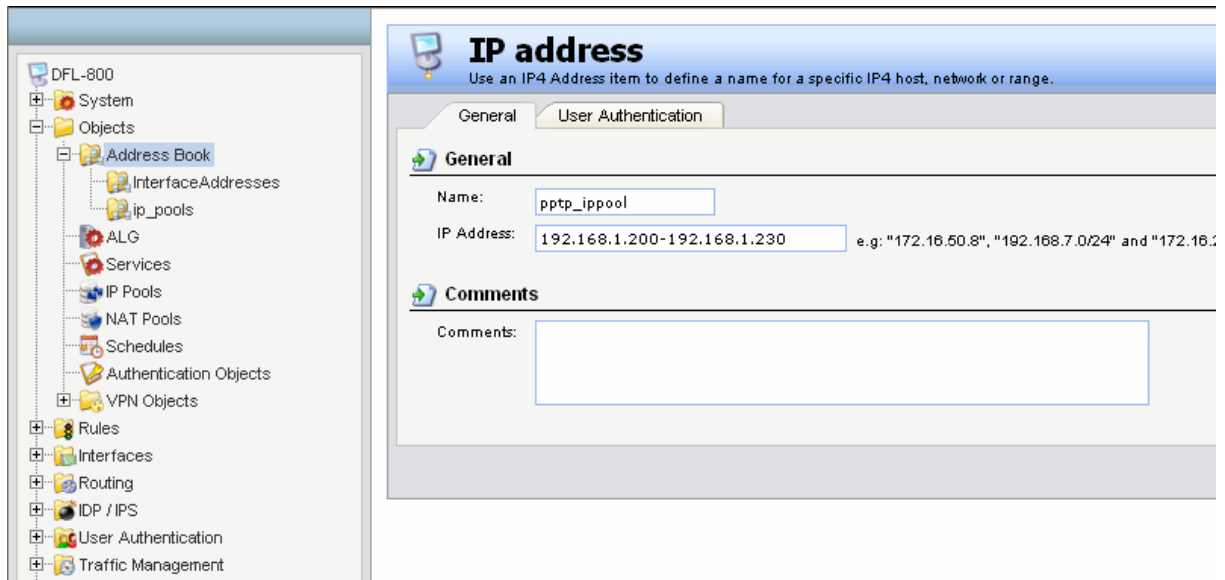 DFL-800
System
Objects
Address Book
InterfaceAddresses
ip_pools
ALG
Services
IP Pools
NAT Pools
Schedules
Authentication Objects
VPN Objects
Rules
Interfaces
Routing
IDP / IPS
User Authentication
Traffic Management
IP address
Use an IP4 Address item to define a name for a specific IP4 host, network or range.
General
User Authentication
General
Name:
pptp_ippool
IP Address:
192.168.1.200-192.168.1.230
e.g: "172.16.50.8", "192.168.7.0/24" and "172.16.2
Comments
Comments: